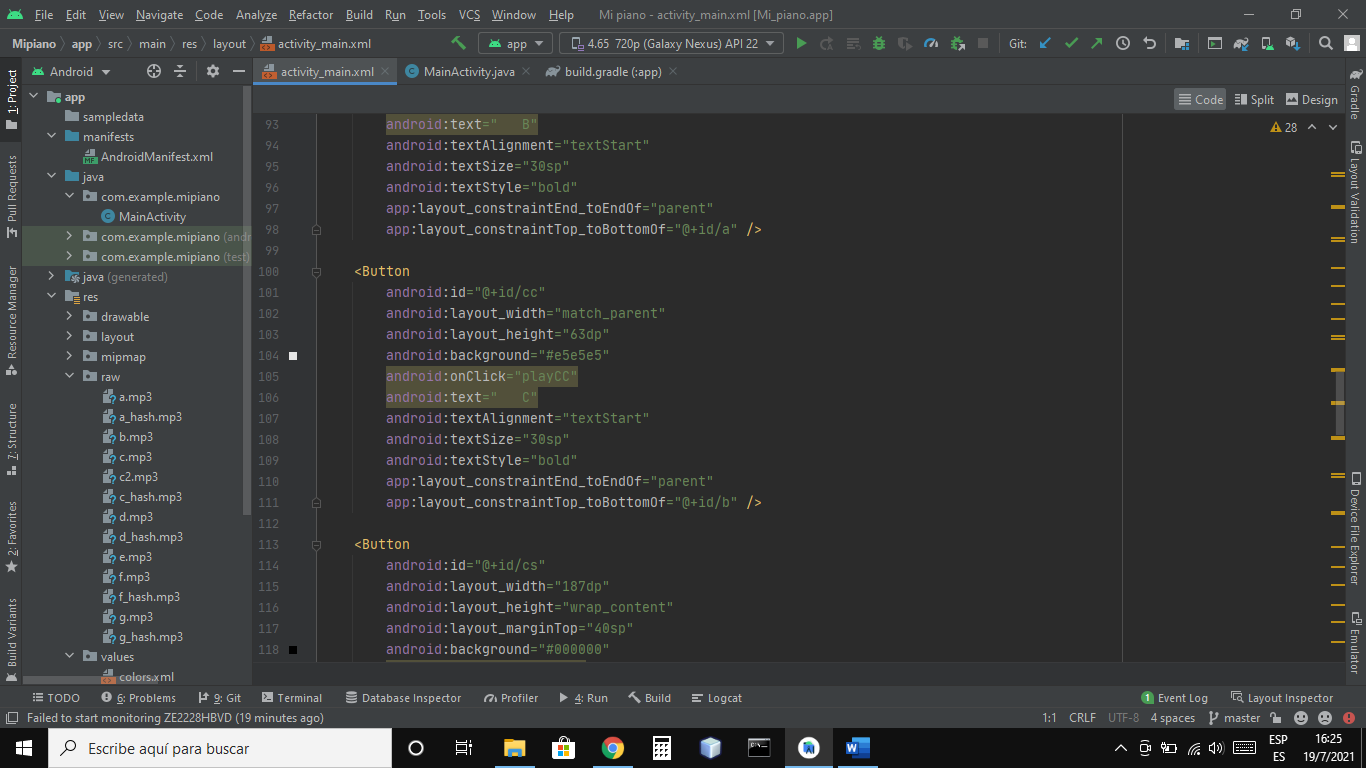 File Edit View Navigate Code Analyze Refactor Build Run Tools VCS Window Help Mi piano - activity_main.xml [Mi_piano.app]
Mipiano app src main res layout activity_main.xml app 4.65 720p (Galaxy Nexus) API 22 Git:
Android activity_main.xml MainActivity.java build.gradle (:app)
Code Split Design
28
1: Project
Pull Requests
Resource Manager
7: Structure
2: Favorites
Build Variants
app
sampledata
manifests
AndroidManifest.xml
java
com.example.mipiano
MainActivity
com.example.mipiano (andr
com.example.mipiano (test)
java (generated)
res
drawable
layout
mipmap
raw
a.mp3
a_hash.mp3
b.mp3
c.mp3
c2.mp3
c_hash.mp3
d.mp3
d_hash.mp3
e.mp3
f.mp3
f_hash.mp3
g.mp3
g_hash.mp3
values
colors.xml
93 android:text="   B"
94 android:textAlignment="textStart"
95 android:textSize="30sp"
96 android:textStyle="bold"
97 app:layout_constraintEnd_toEndOf="parent"
98 app:layout_constraintTop_toBottomOf="@+id/a" />
99
100 <Button
101 android:id="@+id/cc"
102 android:layout_width="match_parent"
103 android:layout_height="63dp"
104 android:background="#e5e5e5"
105 android:onClick="playCC"
106 android:text="   C"
107 android:textAlignment="textStart"
108 android:textSize="30sp"
109 android:textStyle="bold"
110 app:layout_constraintEnd_toEndOf="parent"
111 app:layout_constraintTop_toBottomOf="@+id/b" />
112
113 <Button
114 android:id="@+id/cs"
115 android:layout_width="187dp"
116 android:layout_height="wrap_content"
117 android:layout_marginTop="40sp"
118 android:background="#000000"
Gradle
Layout Validation
Device File Explorer
Emulator
TODO 6: Problems 9: Git Terminal Database Inspector Profiler 4: Run Build Logcat 1 Event Log Layout Inspector
Failed to start monitoring ZE2228HBVD (19 minutes ago) 1:1 CRLF UTF-8 4 spaces master
Escribe aquí para buscar
ESP
ES
16:25
19/7/2021